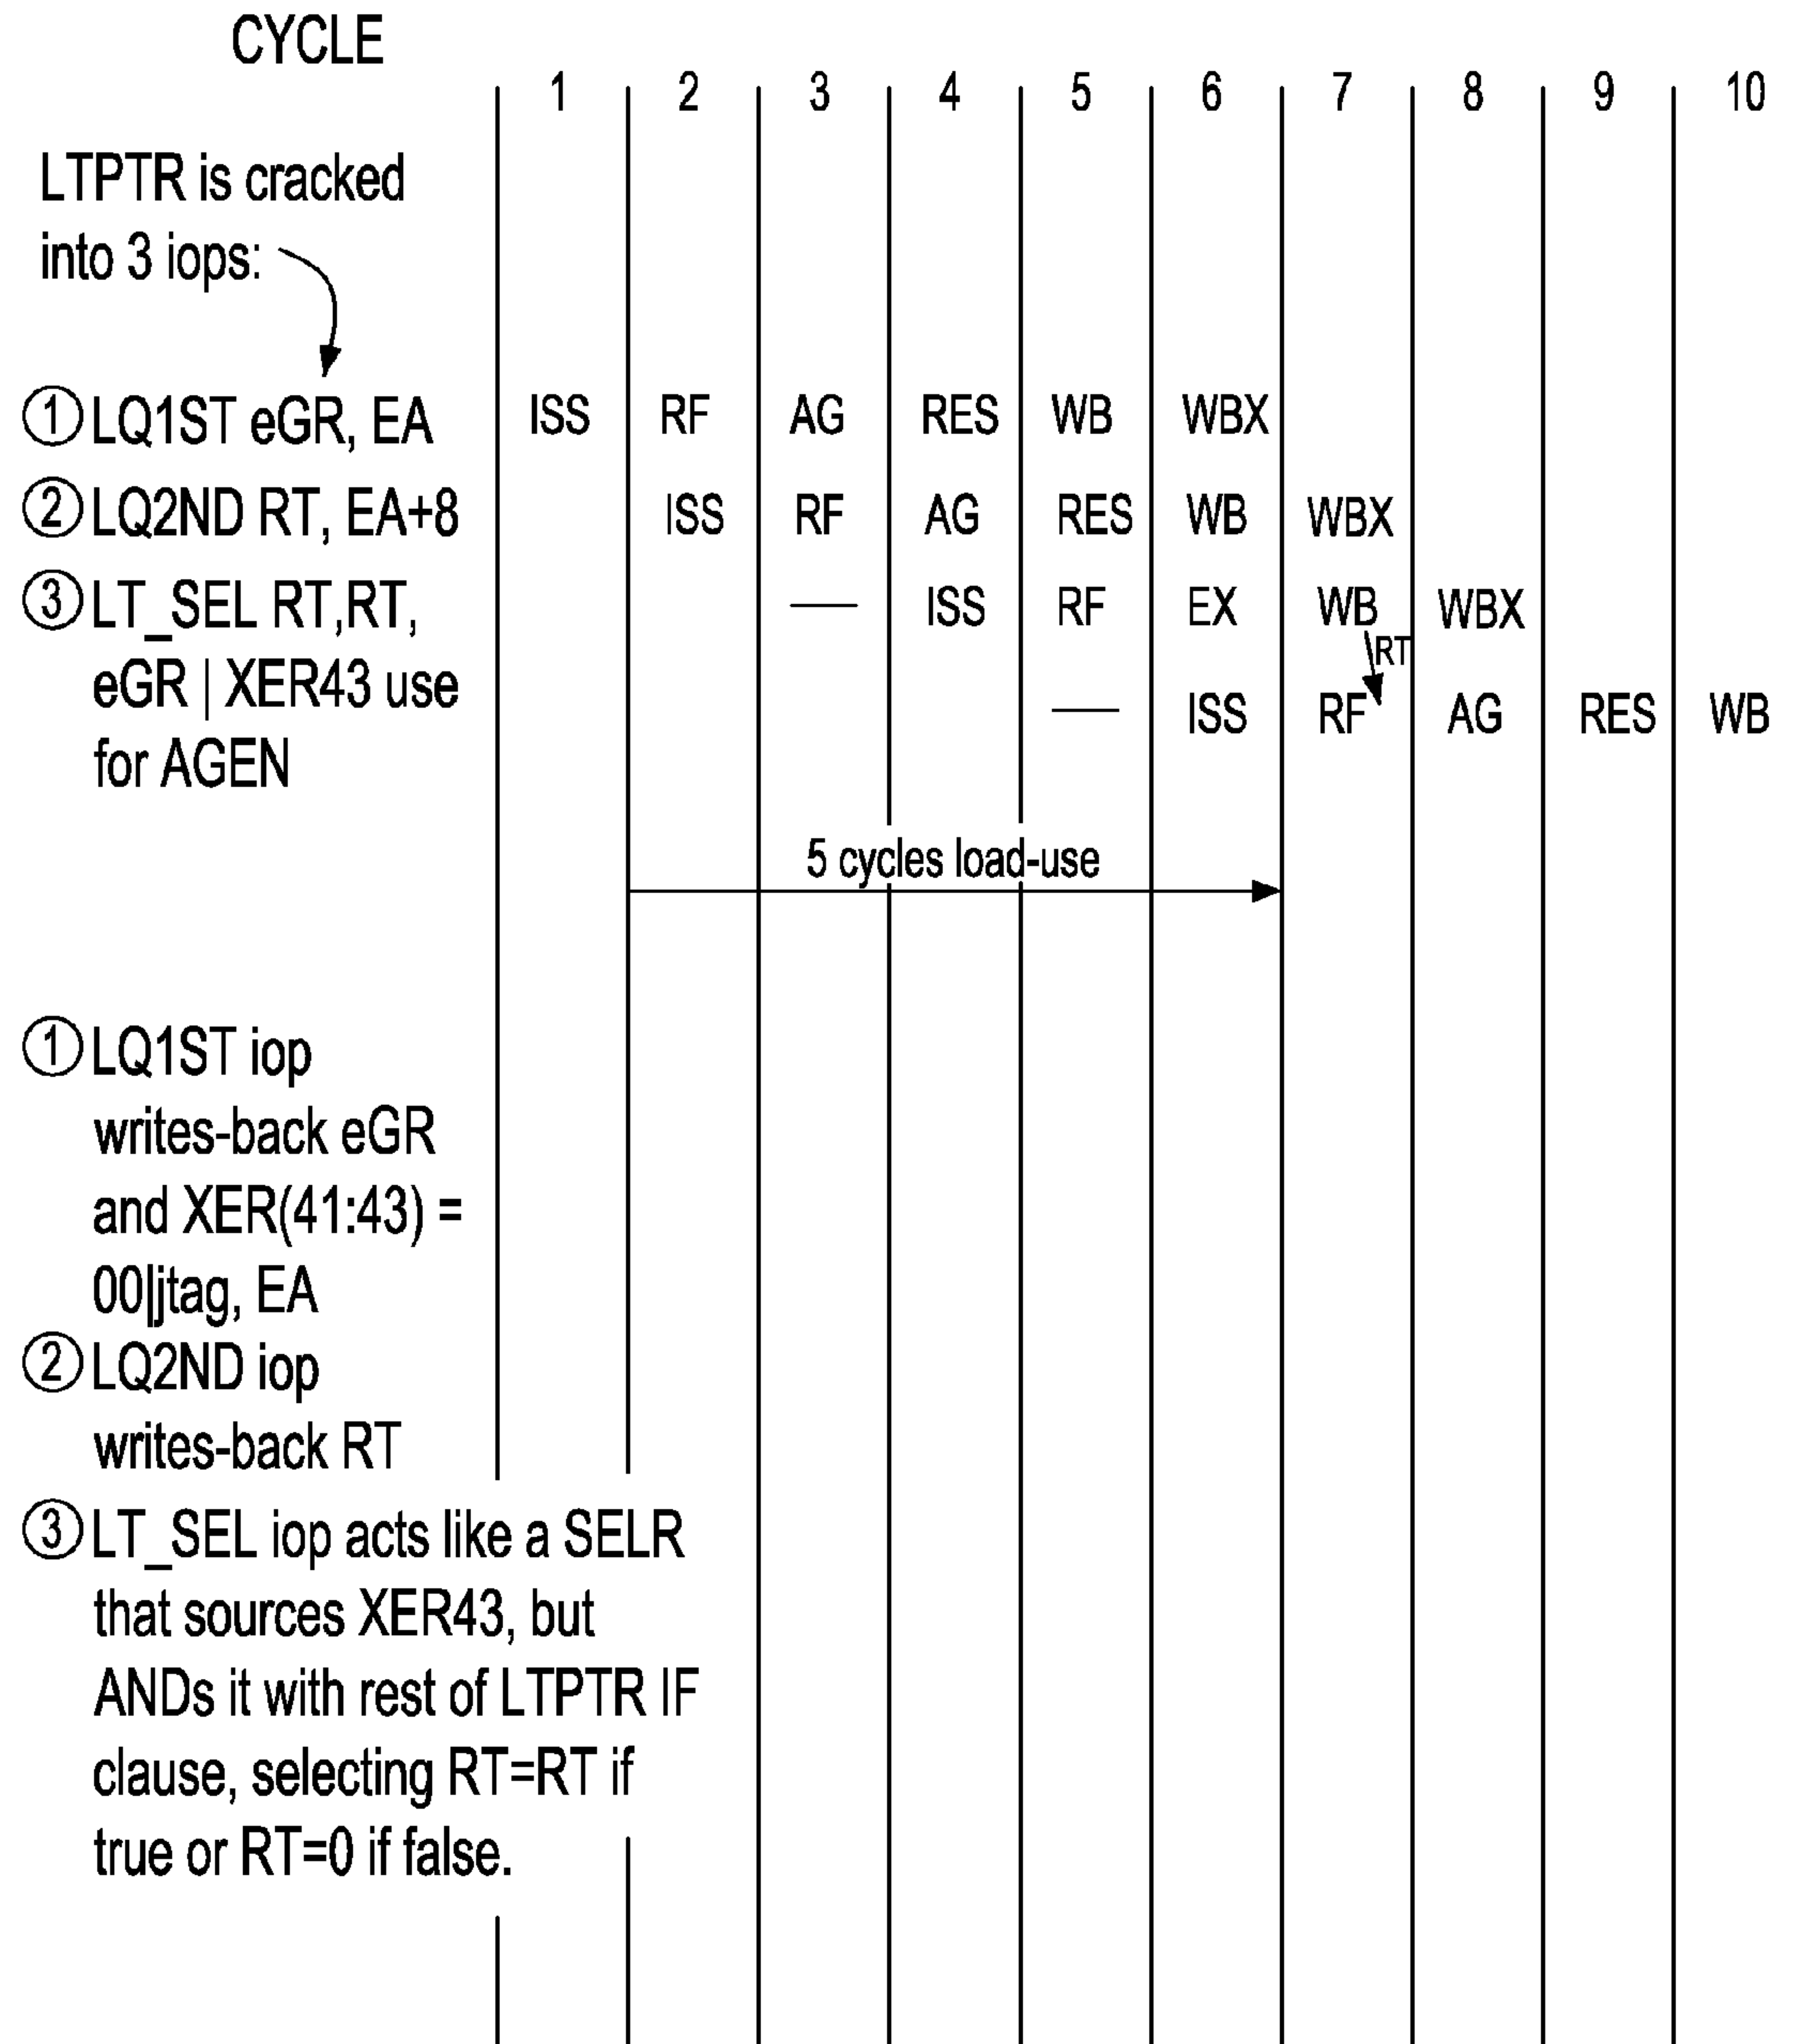 CYCLE
1 2 3 4 5 6 7 8 9 10
LTPTR is cracked
into 3 iops:
① LQ1ST eGR, EA ISS RF AG RES WB WBX
② LQ2ND RT, EA+8 ISS RF AG RES WB WBX
③ LT_SEL RT,RT, — ISS RF EX WB WBX
RT
eGR | XER43 use — ISS RF AG RES WB
for AGEN
5 cycles load-use
① LQ1ST iop
writes-back eGR
and XER(41:43) =
00||jtag, EA
② LQ2ND iop
writes-back RT
③ LT_SEL iop acts like a SELR
that sources XER43, but
ANDs it with rest of LTPTR IF
clause, selecting RT=RT if
true or RT=0 if false.